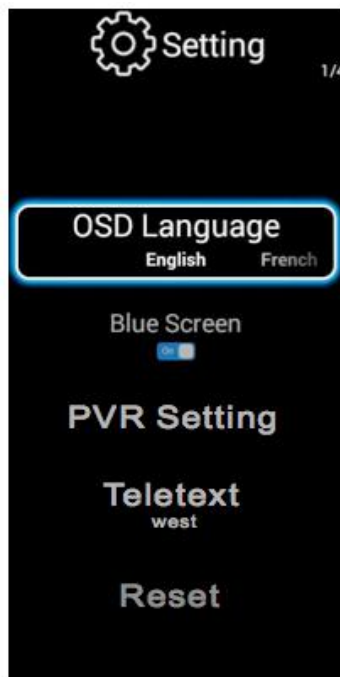 Setting
1/4
OSD Language
English French
Blue Screen
On
PVR Setting
Teletext
west
Reset